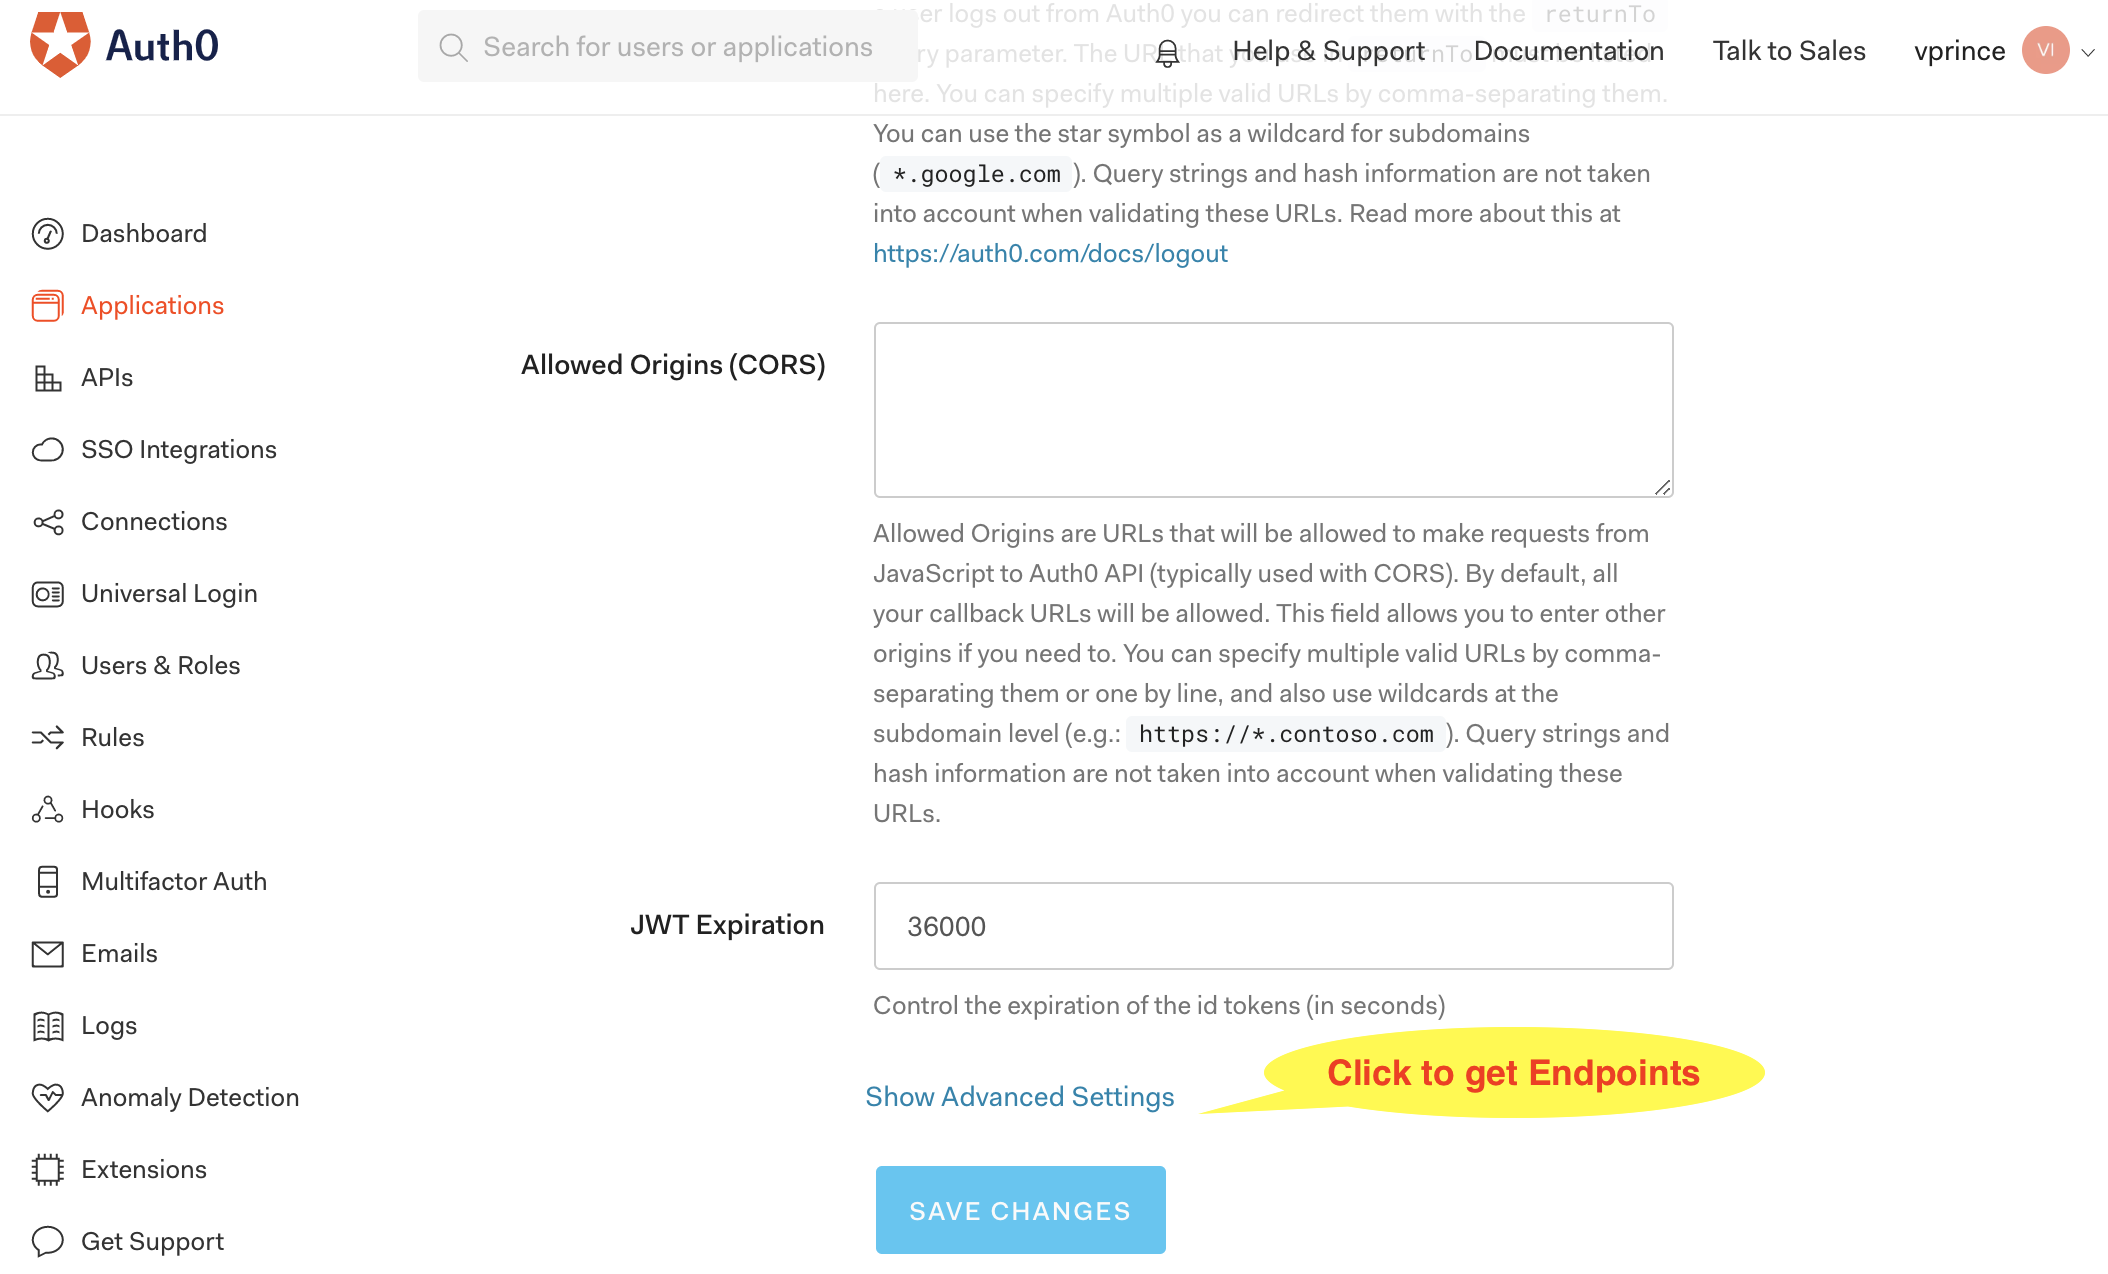 Auth0
Search for users or applications
Help & Support
Documentation
Talk to Sales
vprince
VI
user logs out from Auth0 you can redirect them with the returnTo
parameter. The URL that you
here. You can specify multiple valid URLs by comma-separating them.
You can use the star symbol as a wildcard for subdomains
( *.google.com ). Query strings and hash information are not taken
into account when validating these URLs. Read more about this at
https://auth0.com/docs/logout
Dashboard
Applications
APIs
SSO Integrations
Connections
Universal Login
Users & Roles
Rules
Hooks
Multifactor Auth
Emails
Logs
Anomaly Detection
Extensions
Get Support
Allowed Origins (CORS)
Allowed Origins are URLs that will be allowed to make requests from
JavaScript to Auth0 API (typically used with CORS). By default, all
your callback URLs will be allowed. This field allows you to enter other
origins if you need to. You can specify multiple valid URLs by comma-
separating them or one by line, and also use wildcards at the
subdomain level (e.g.: https://*.contoso.com ). Query strings and
hash information are not taken into account when validating these
URLs.
JWT Expiration
36000
Control the expiration of the id tokens (in seconds)
Show Advanced Settings
Click to get Endpoints
SAVE CHANGES